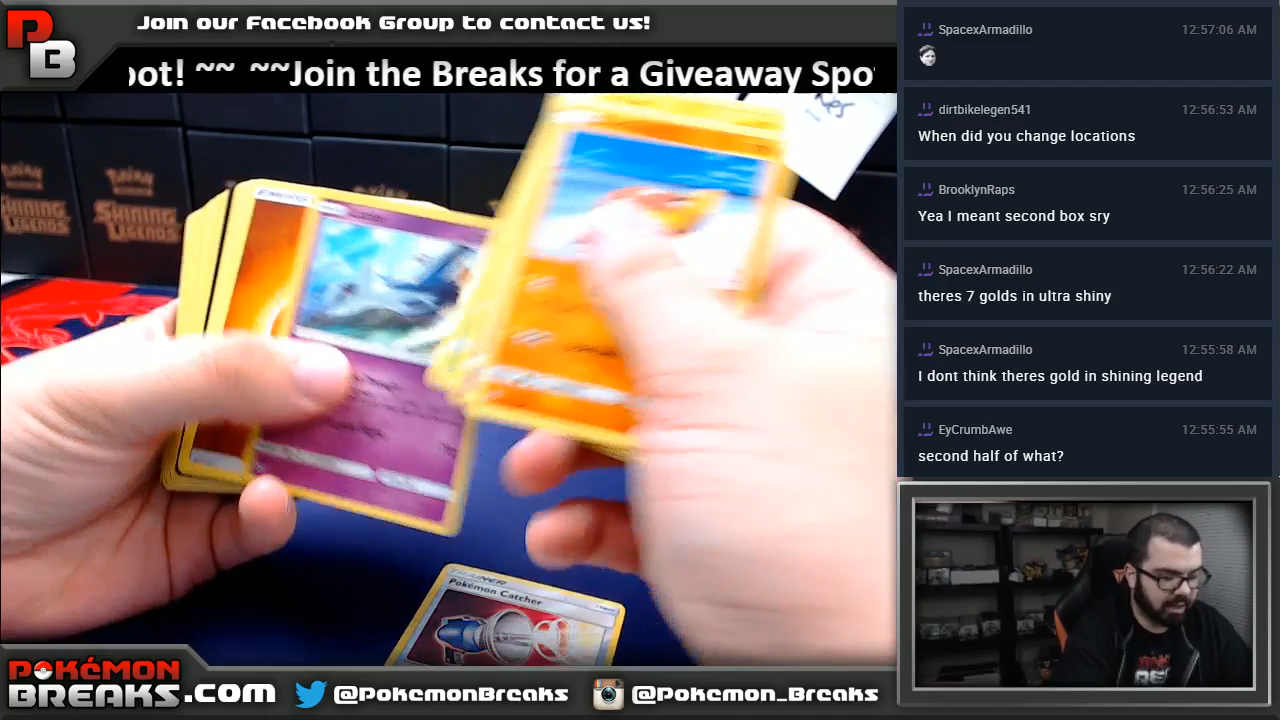 PB
Join our Facebook Group to contact us!
pot! ~~ ~~Join the Breaks for a Giveaway Spo
SHINING
LEGENDS
SHINING
LEGENDS
TRAINER
Pokémon Catcher
POKéMON
BREAKS.com
@PokemonBreaks
@Pokemon_Breaks
SpacexArmadillo 12:57:06 AM
dirtbikelegen541 12:56:53 AM
When did you change locations
BrooklynRaps 12:56:25 AM
Yea I meant second box sry
SpacexArmadillo 12:56:22 AM
theres 7 golds in ultra shiny
SpacexArmadillo 12:55:58 AM
I dont think theres gold in shining legend
EyCrumbAwe 12:55:55 AM
second half of what?